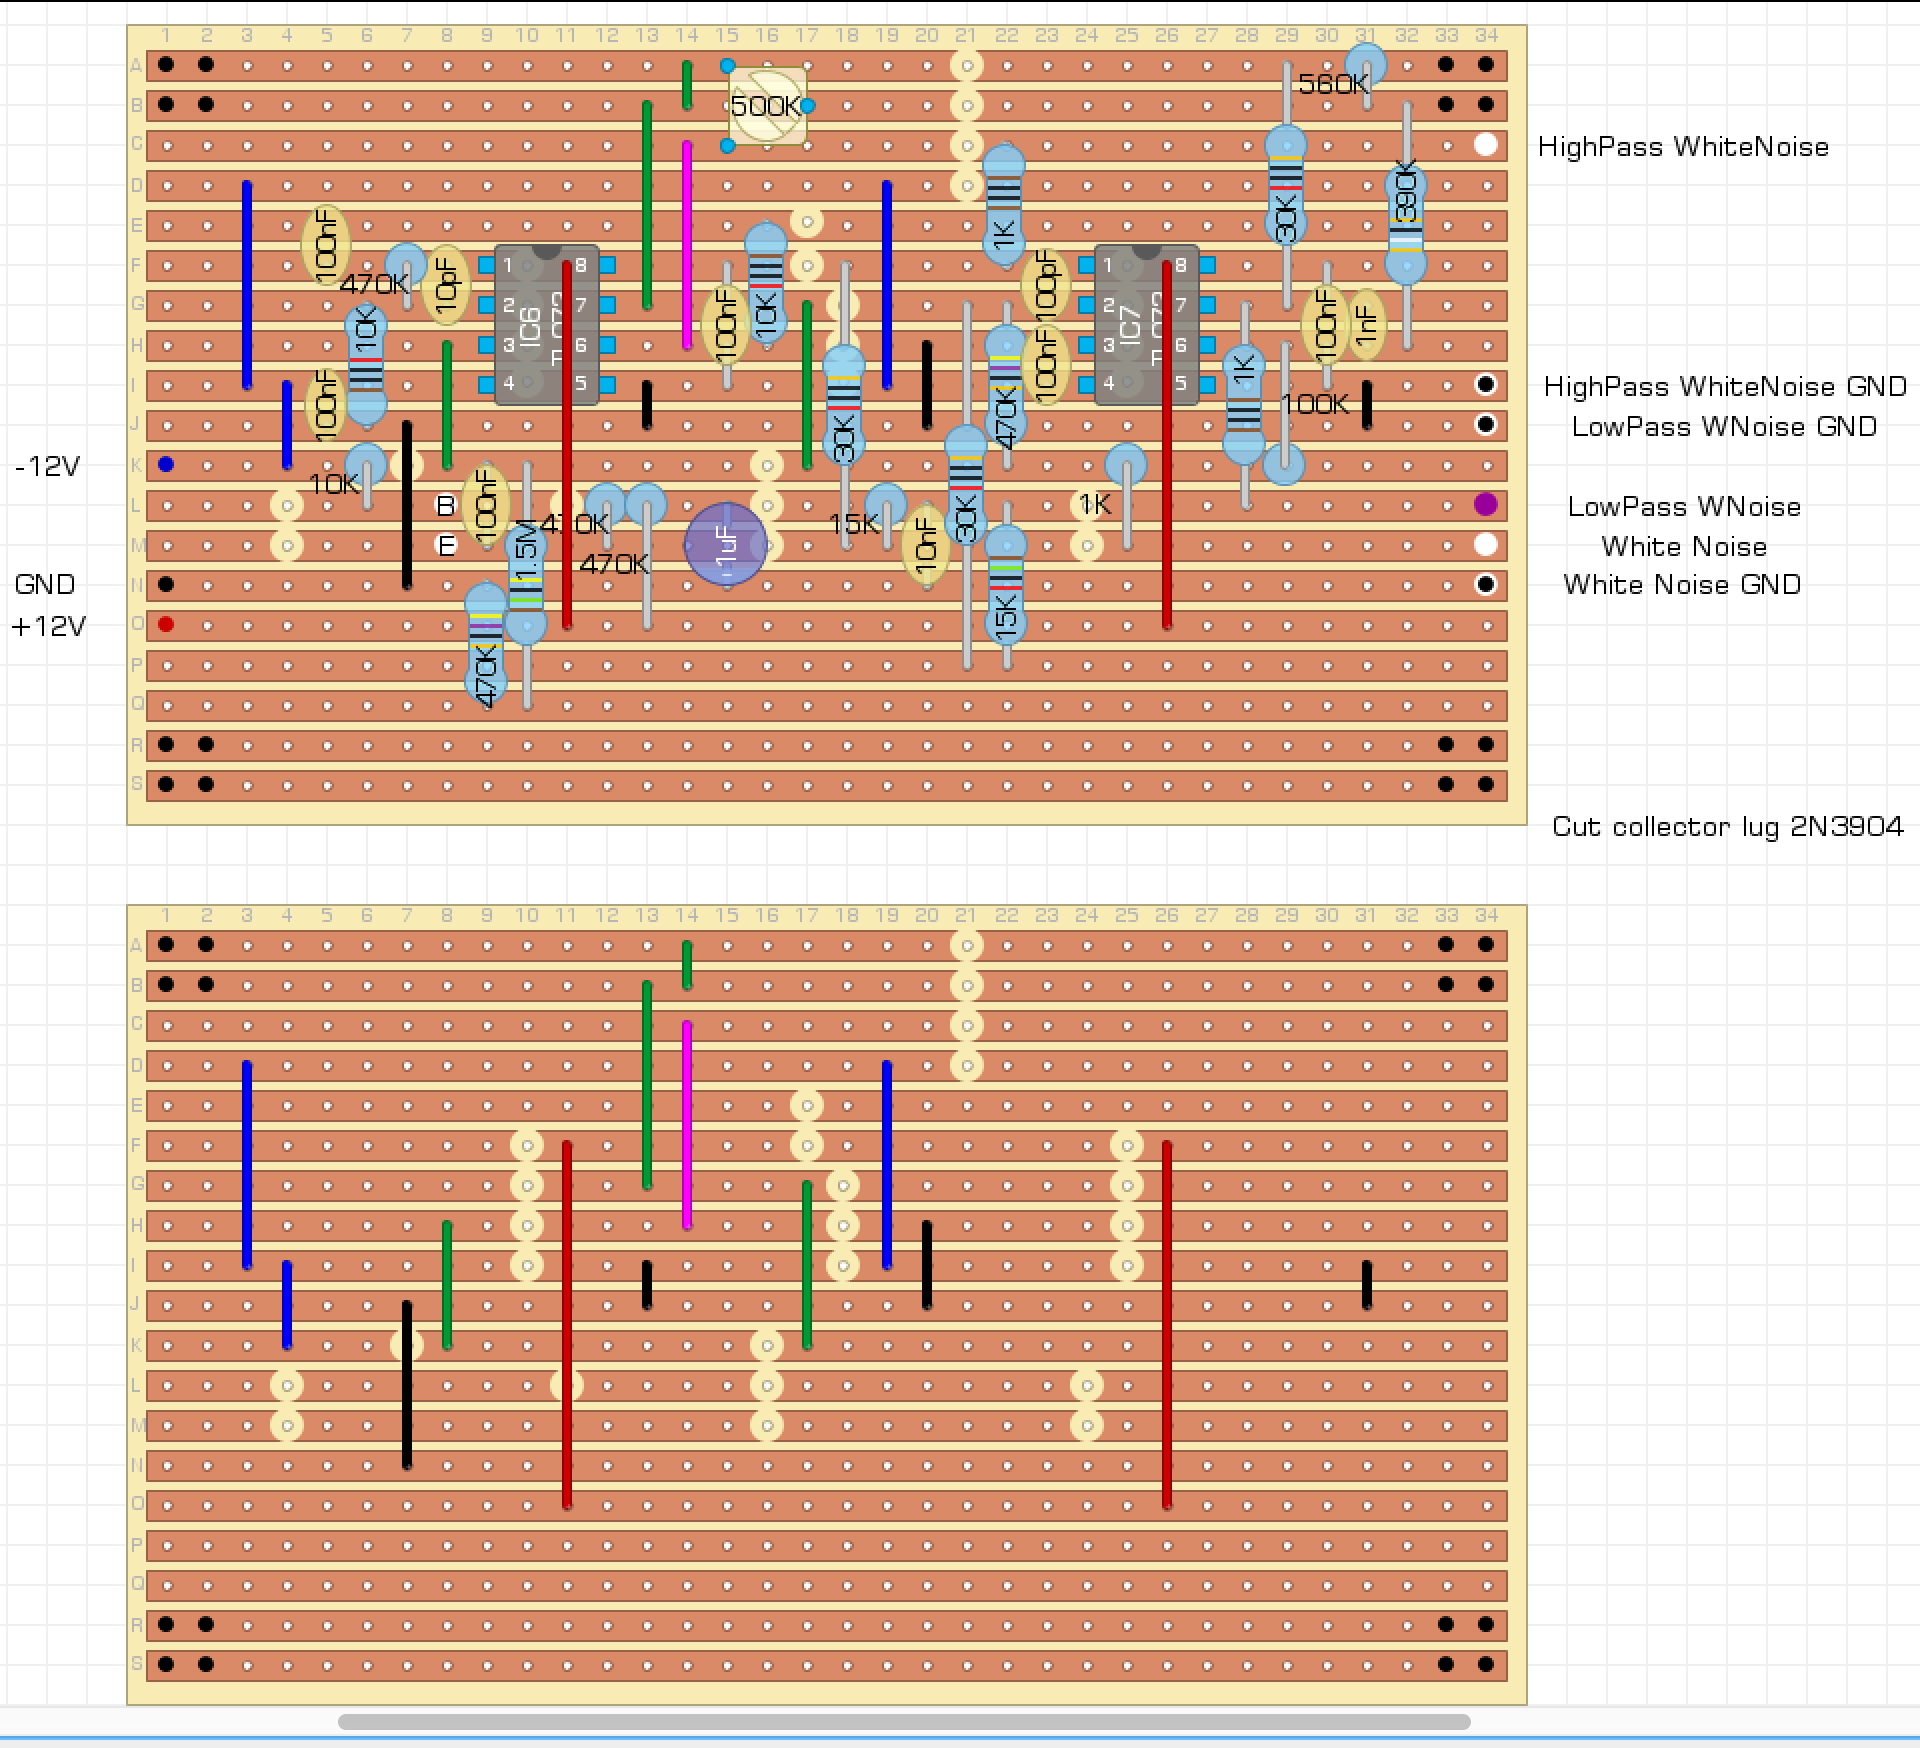 1 2 3 4 5 6 7 8 9 10 11 12 13 14 15 16 17 18 19 20 21 22 23 24 25 26 27 28 29 30 31 32 33 34
A
B
C
D
E
F
G
H
I
J
K
L
M
N
O
P
Q
R
S
500K
560K
HighPass WhiteNoise
1K
30K
390K
100nF
470K
10pF
10K
100nF
10K
100nF
1 8
2 7
3 6
4 5
IC6
30K
470K
100pF
100nF
1 8
2 7
3 6
4 5
IC7
1K
100nF
1nF
100K
HighPass WhiteNoise GND
LowPass WNoise GND
-12V
10K
B
E
100nF
1.5M
470K
470K
1uF
15K
10nF
30K
1K
15K
470K
LowPass WNoise
White Noise
GND
White Noise GND
+12V
Cut collector lug 2N3904
1 2 3 4 5 6 7 8 9 10 11 12 13 14 15 16 17 18 19 20 21 22 23 24 25 26 27 28 29 30 31 32 33 34
A
B
C
D
E
F
G
H
I
J
K
L
M
N
O
P
Q
R
S